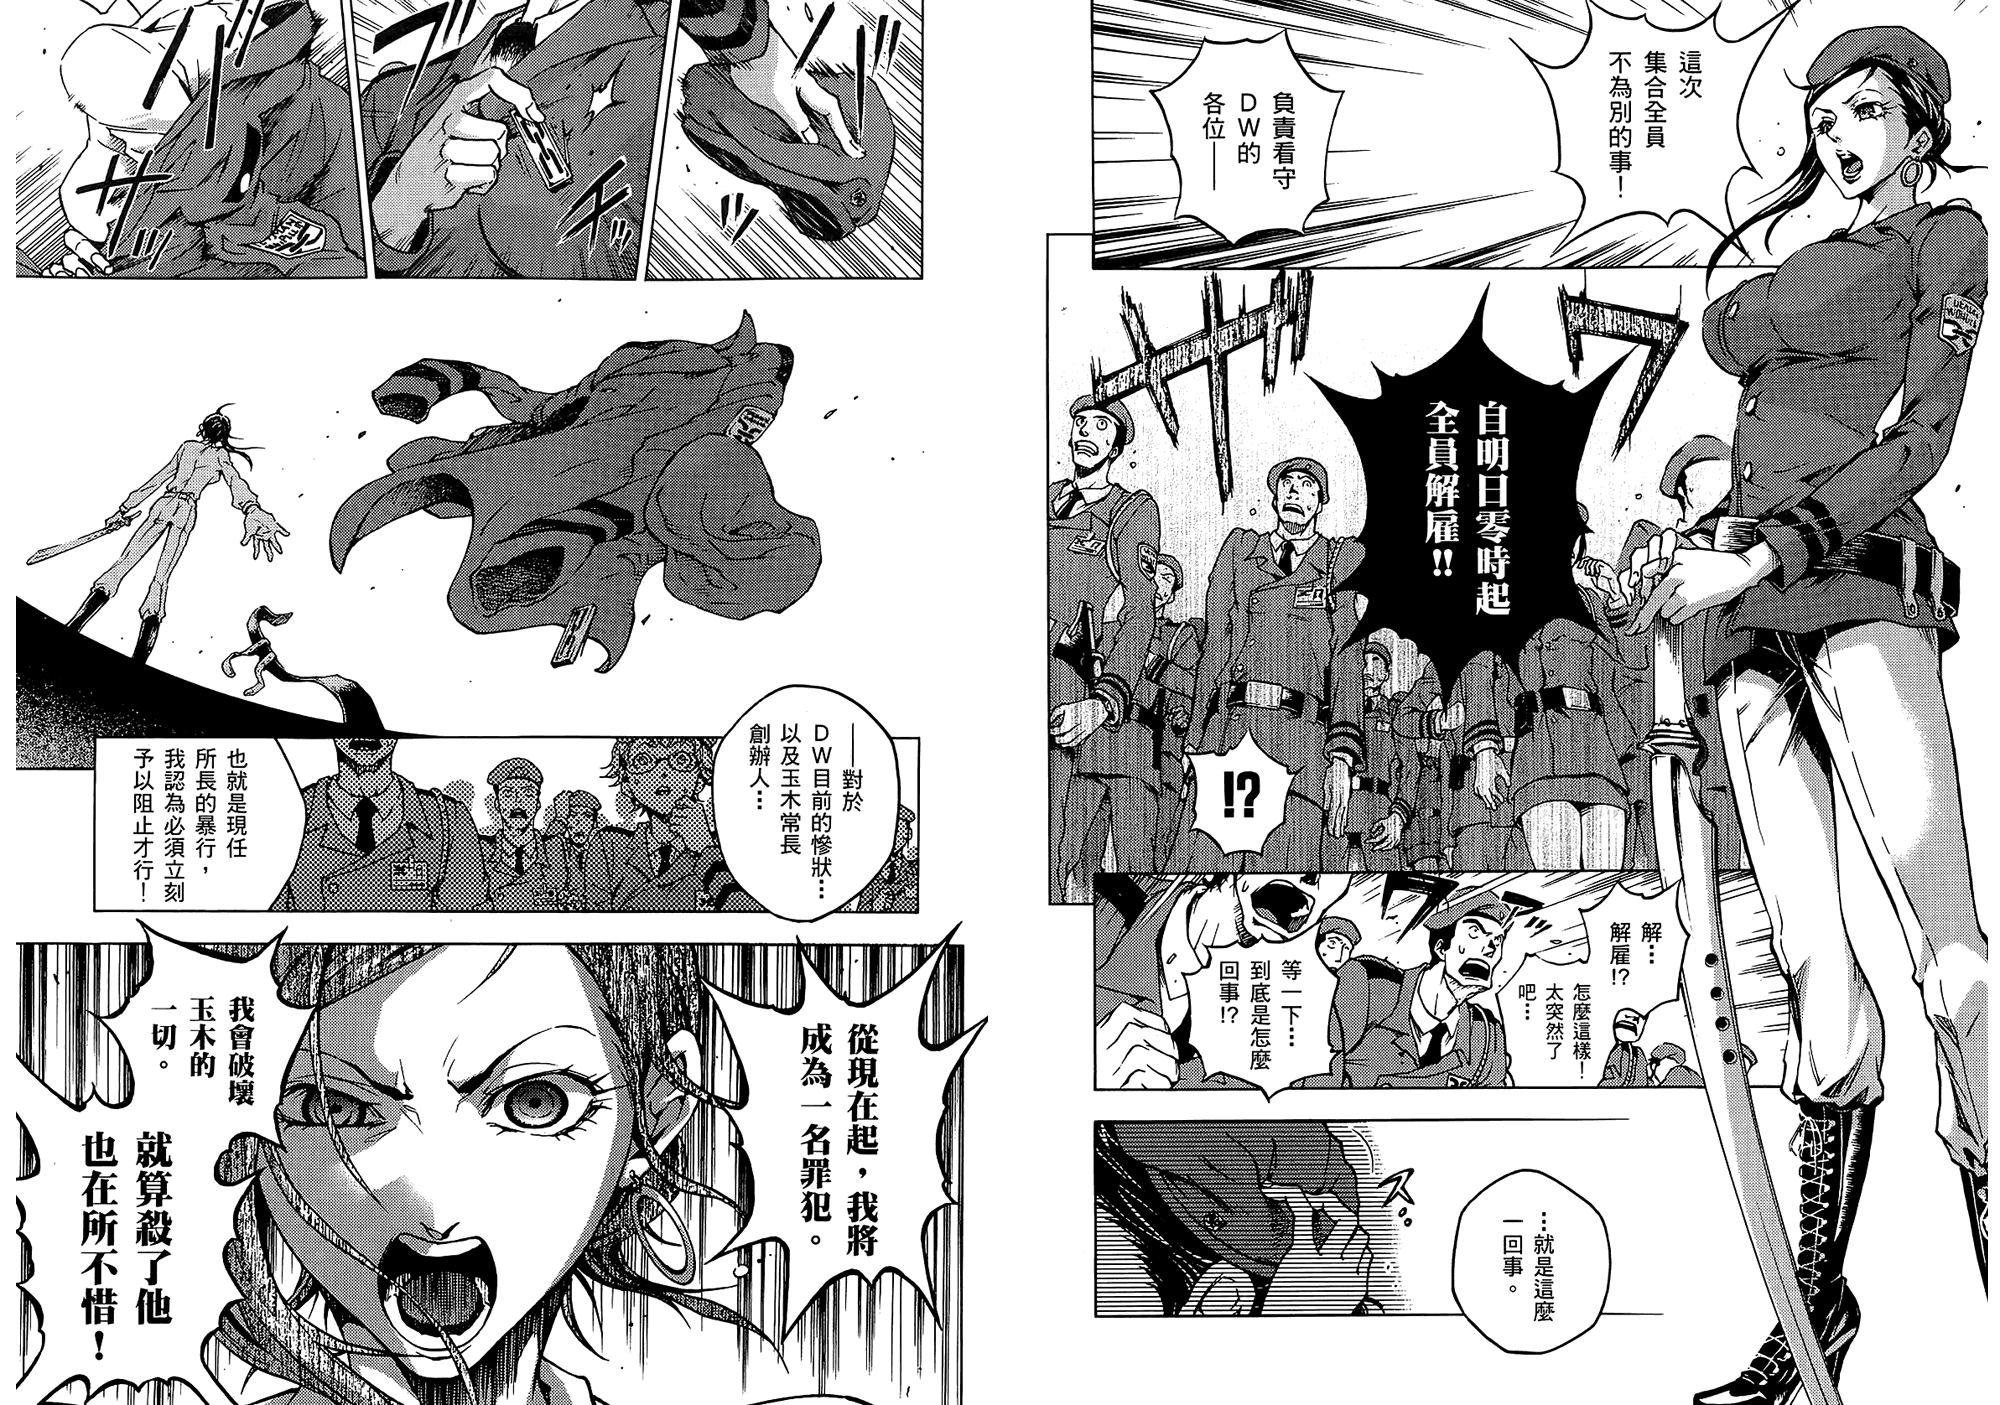 這次
集合全員
不為別的事！
負責看守
DW的
各位──
ザ
ワ
自明日零時起
全員解雇!!
!?
解…
解雇!?
怎麼這樣！
太突然了
吧…
等一下…
到底是怎麼
回事!?
…就是這麼
一回事。
ス…
チ
──對於
DW目前的慘狀…
以及玉木常長
創辦人…
也就是現任
所長的暴行，
我認為必須立刻
予以阻止才行！
從現在起，我將
成為一名罪犯。
我會破壞
玉木的
一切。
就算殺了他
也在所不惜！